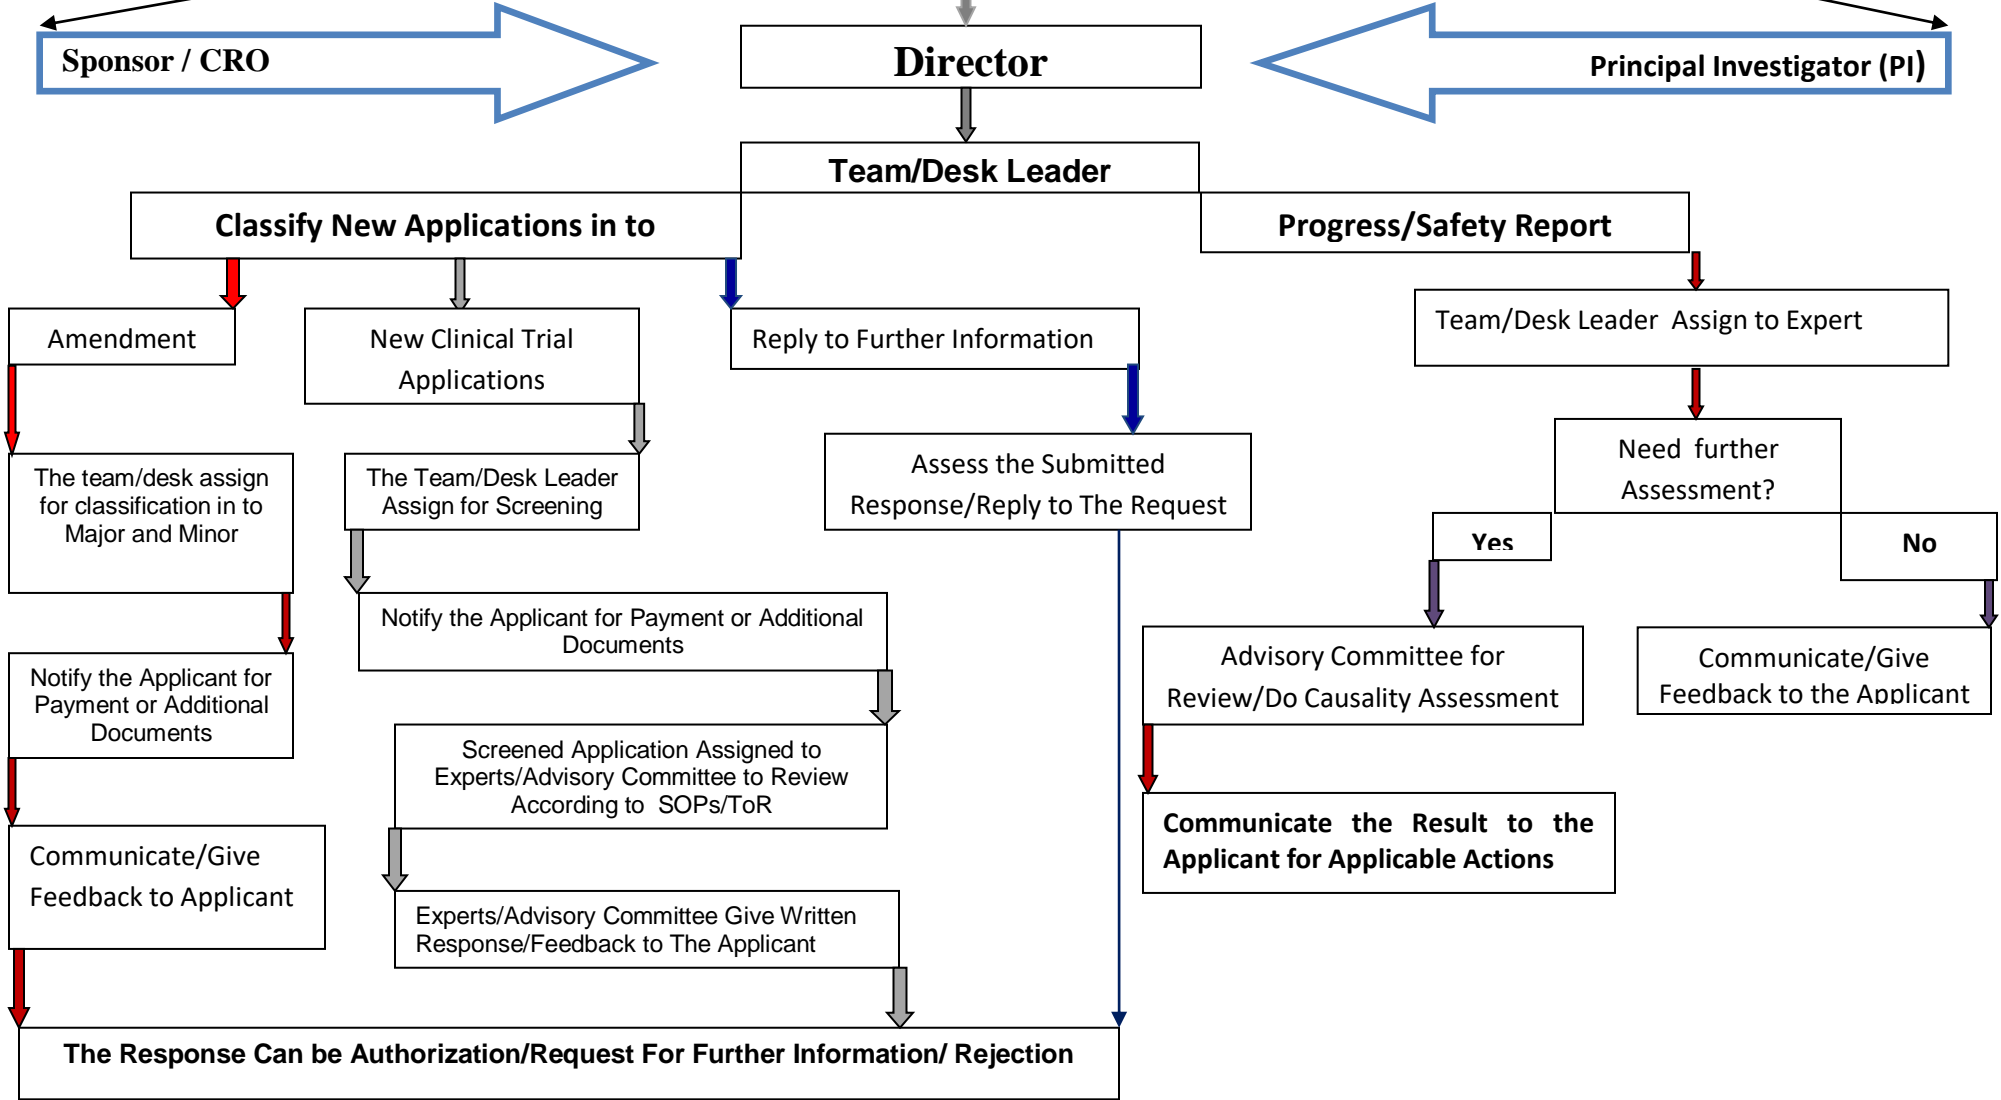 Sponsor / CRO
Director
Principal Investigator (PI)
Team/Desk Leader
Classify New Applications in to
Progress/Safety Report
Amendment
New Clinical Trial
Applications
Reply to Further Information
Team/Desk Leader  Assign to Expert
The team/desk assign
for classification in to
Major and Minor
The Team/Desk Leader
Assign for Screening
Assess the Submitted
Response/Reply to The Request
Need  further
Assessment?
Yes
No
Notify the Applicant for Payment or Additional
Documents
Notify the Applicant for
Payment or Additional
Documents
Advisory Committee for
Review/Do Causality Assessment
Communicate/Give
Feedback to the Applicant
Screened Application Assigned to
Experts/Advisory Committee to Review
According to  SOPs/ToR
Communicate the Result to the
Applicant for Applicable Actions
Communicate/Give
Feedback to Applicant
Experts/Advisory Committee Give Written
Response/Feedback to The Applicant
The Response Can be Authorization/Request For Further Information/ Rejection